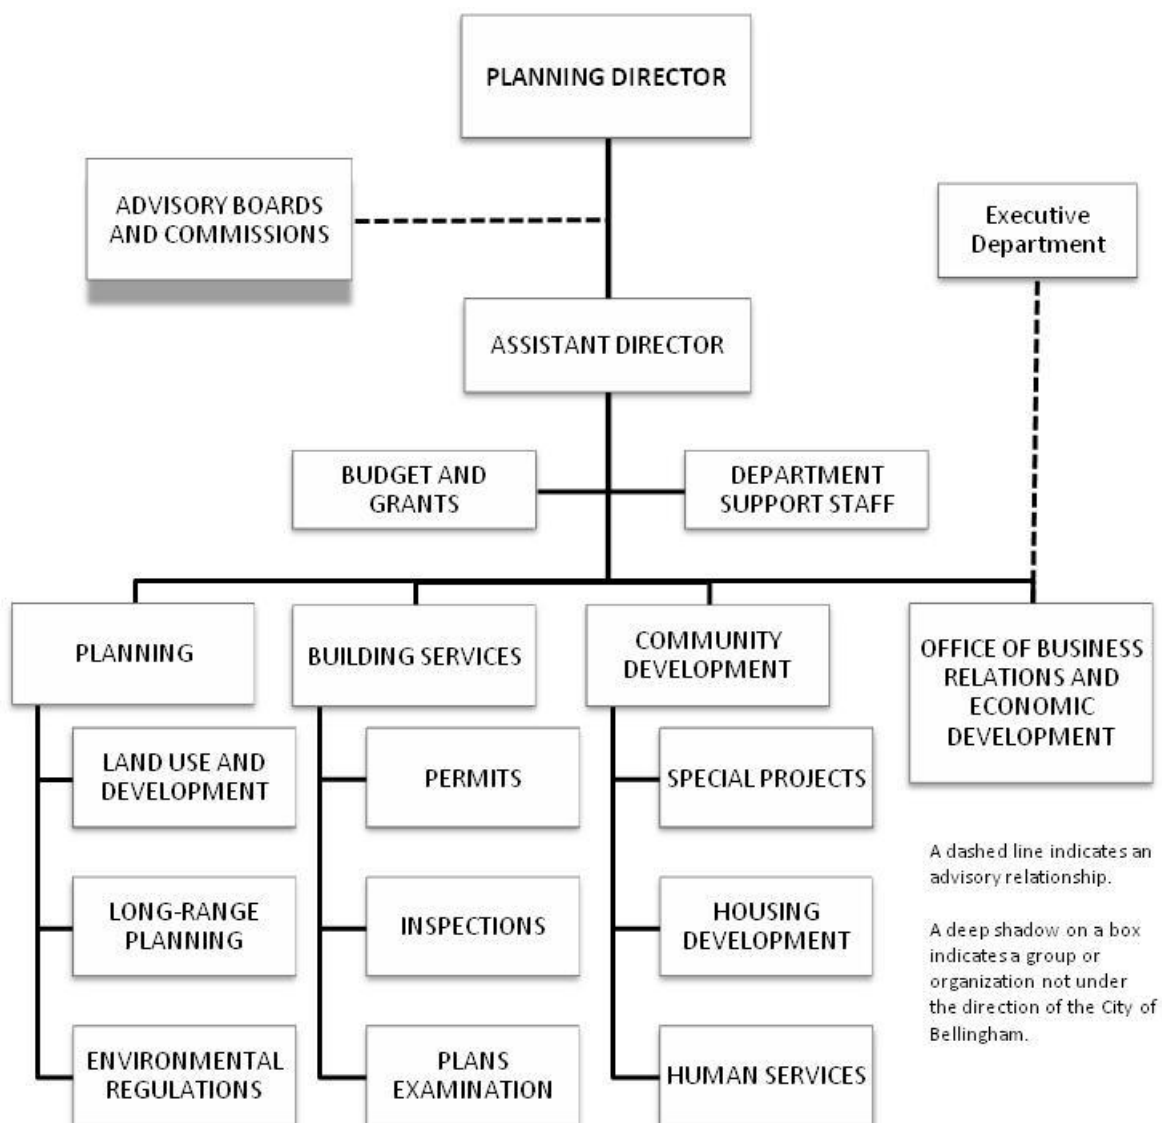 PLANNING DIRECTOR
ADVISORY BOARDS
AND COMMISSIONS
Executive
Department
ASSISTANT DIRECTOR
BUDGET AND
GRANTS
DEPARTMENT
SUPPORT STAFF
PLANNING
BUILDING SERVICES
COMMUNITY
DEVELOPMENT
OFFICE OF BUSINESS
RELATIONS AND
ECONOMIC
DEVELOPMENT
LAND USE AND
DEVELOPMENT
PERMITS
SPECIAL PROJECTS
LONG-RANGE
PLANNING
INSPECTIONS
HOUSING
DEVELOPMENT
ENVIRONMENTAL
REGULATIONS
PLANS
EXAMINATION
HUMAN SERVICES
A dashed line indicates an
advisory relationship.
A deep shadow on a box
indicates a group or
organization not under
the direction of the City of
Bellingham.